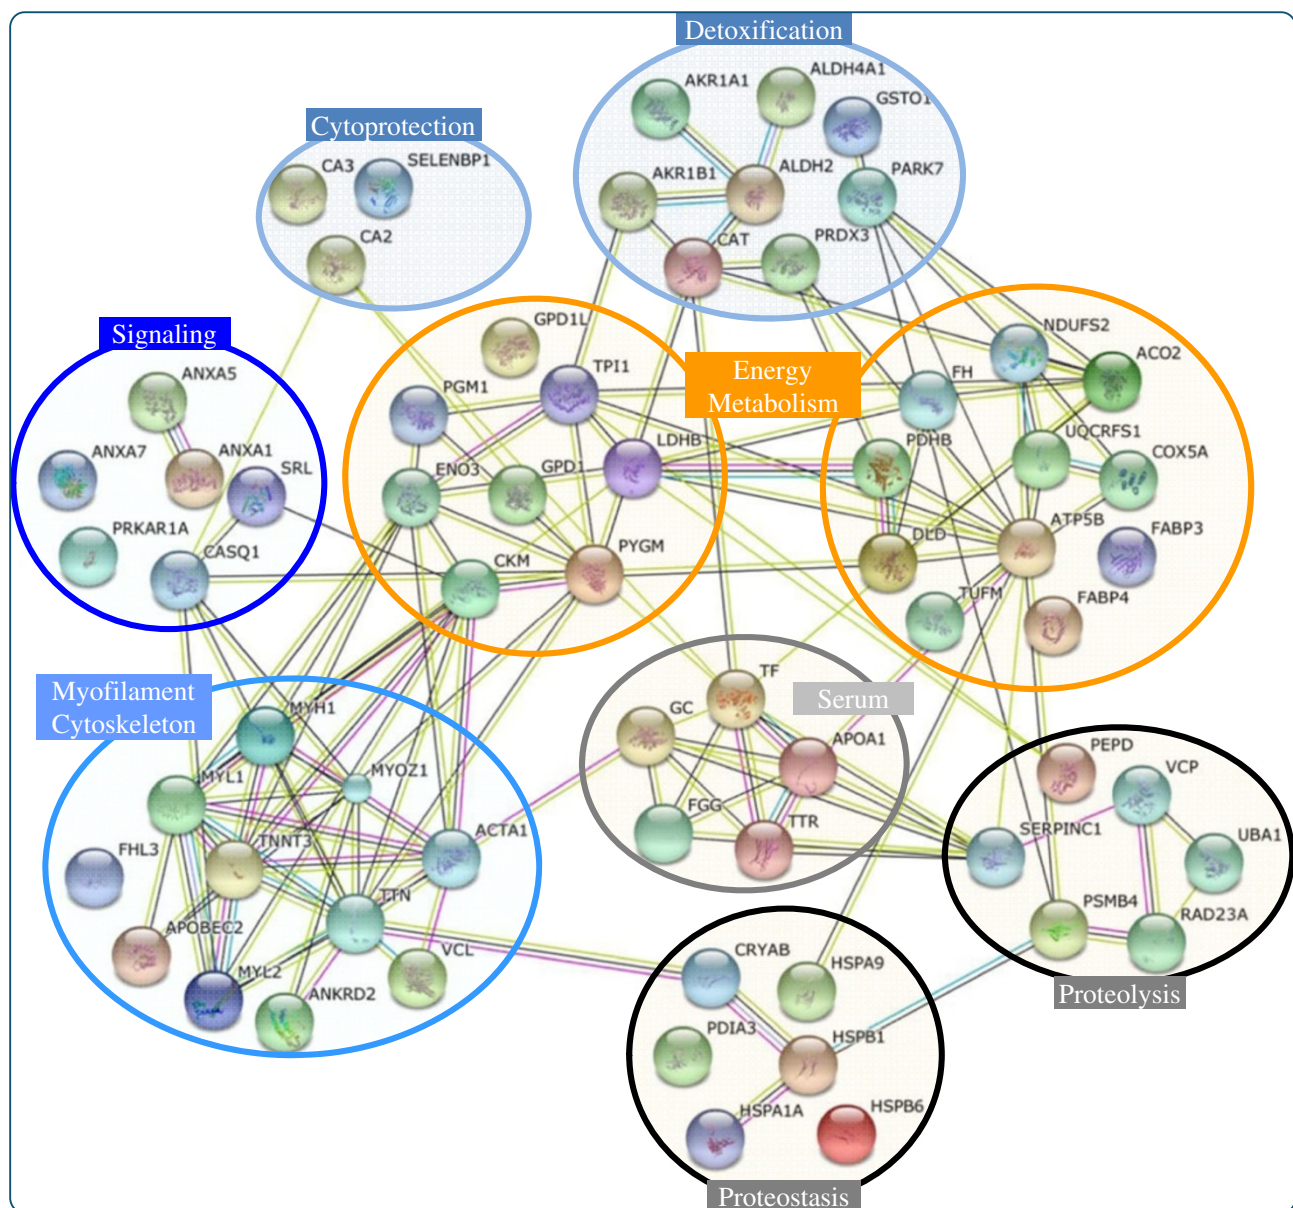 Detoxification
AKR1A1
ALDH4A1
GSTO1
AKR1B1
ALDH2
PARK7
CAT
PRDX3
Cytoprotection
CA3
SELENBP1
CA2
Signaling
ANXA5
ANXA7
ANXA1
SRL
PRKAR1A
CASQ1
GPD1L
PGM1
TPI1
LDHB
ENO3
GPD1
CKM
PYGM
Energy
Metabolism
NDUFS2
FH
ACO2
PDHB
UQCRFS1
COX5A
DLD
ATP5B
FABP3
TUFM
FABP4
Myofilament
Cytoskeleton
MYH1
MYL1
MYOZ1
FHL3
TNNT3
ACTA1
TTN
APOBEC2
MYL2
ANKRD2
VCL
Serum
TF
GC
APOA1
FGG
TTR
PEPD
VCP
SERPINC1
UBA1
PSMB4
RAD23A
Proteolysis
CRYAB
HSPA9
PDIA3
HSPB1
HSPA1A
HSPB6
Proteostasis